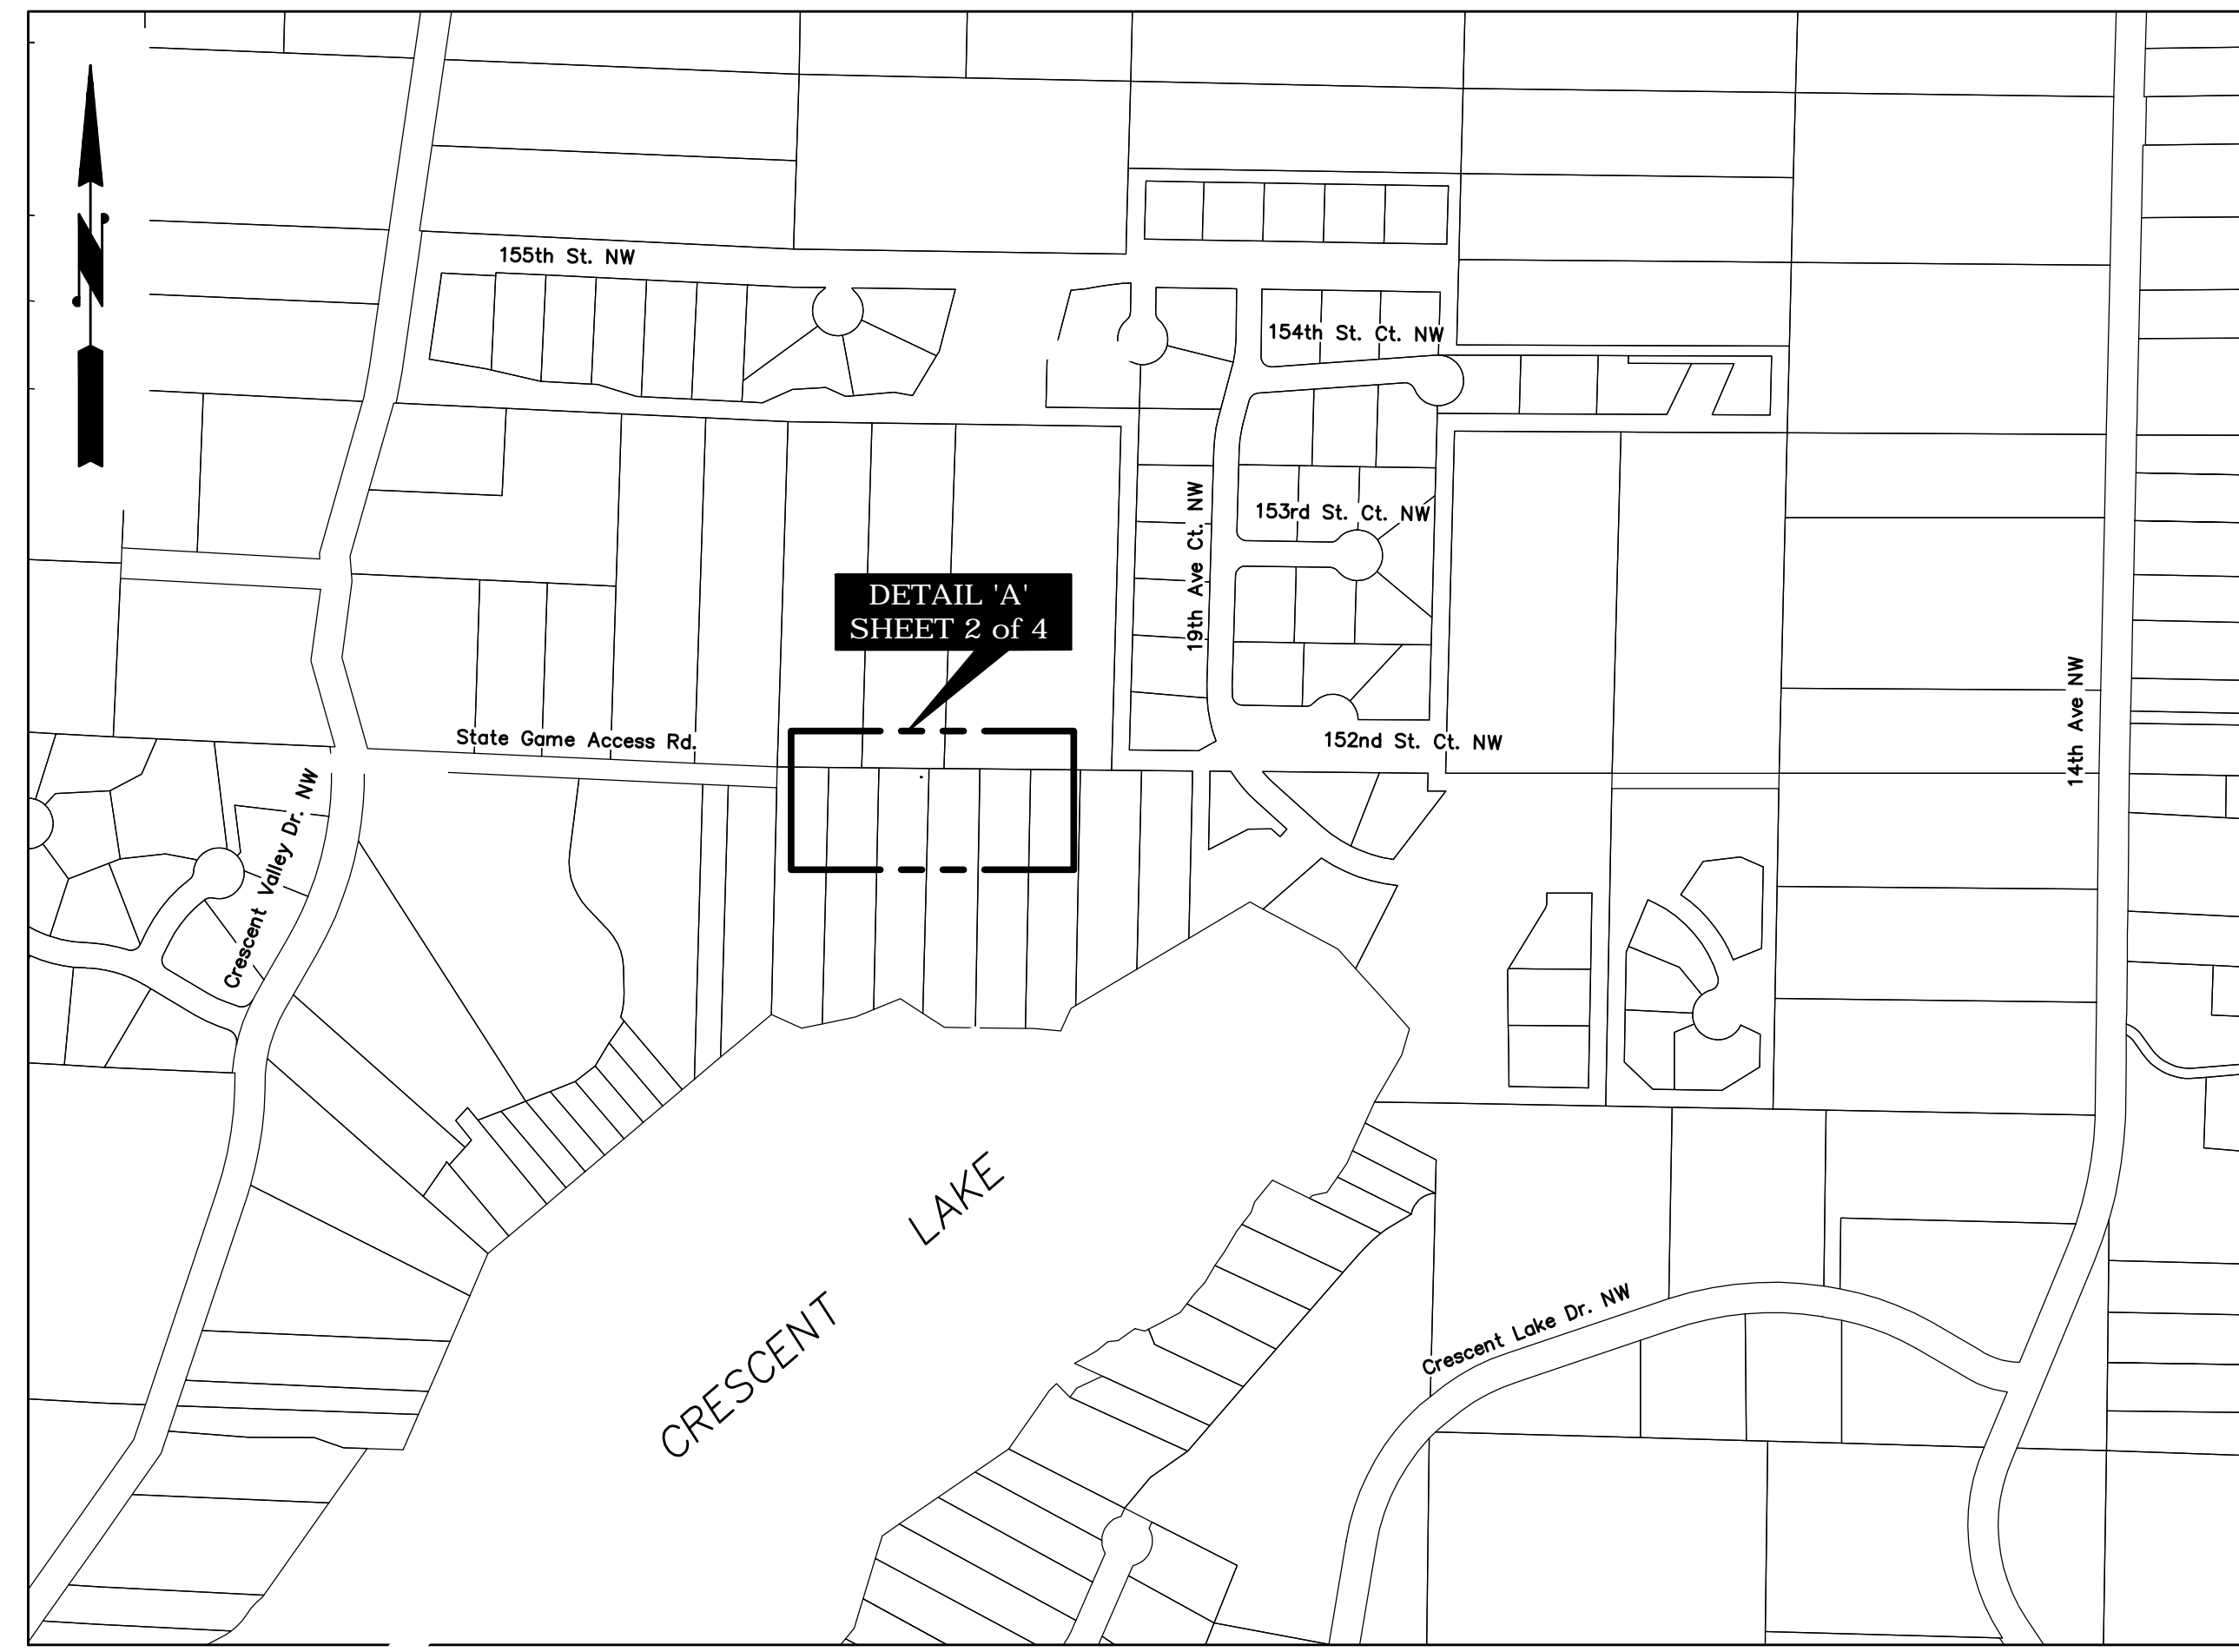 155th St. NW
154th St. Ct. NW
153rd St. Ct. NW
19th Ave Ct. NW
DETAIL 'A'
SHEET 2 of 4
State Game Access Rd.
152nd St. Ct. NW
14th Ave NW
Crescent Valley Dr. NW
CRESCENT LAKE
Crescent Lake Dr. NW
N